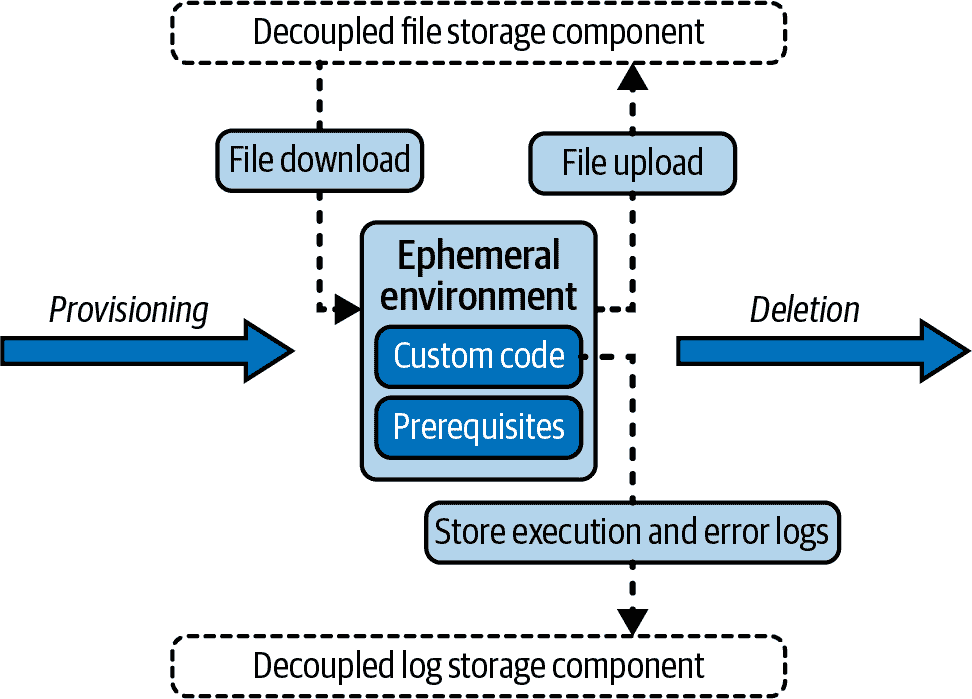 Decoupled file storage component
File download
File upload
Ephemeral
environment
Provisioning
Deletion
Custom code
Prerequisites
Store execution and error logs
Decoupled log storage component